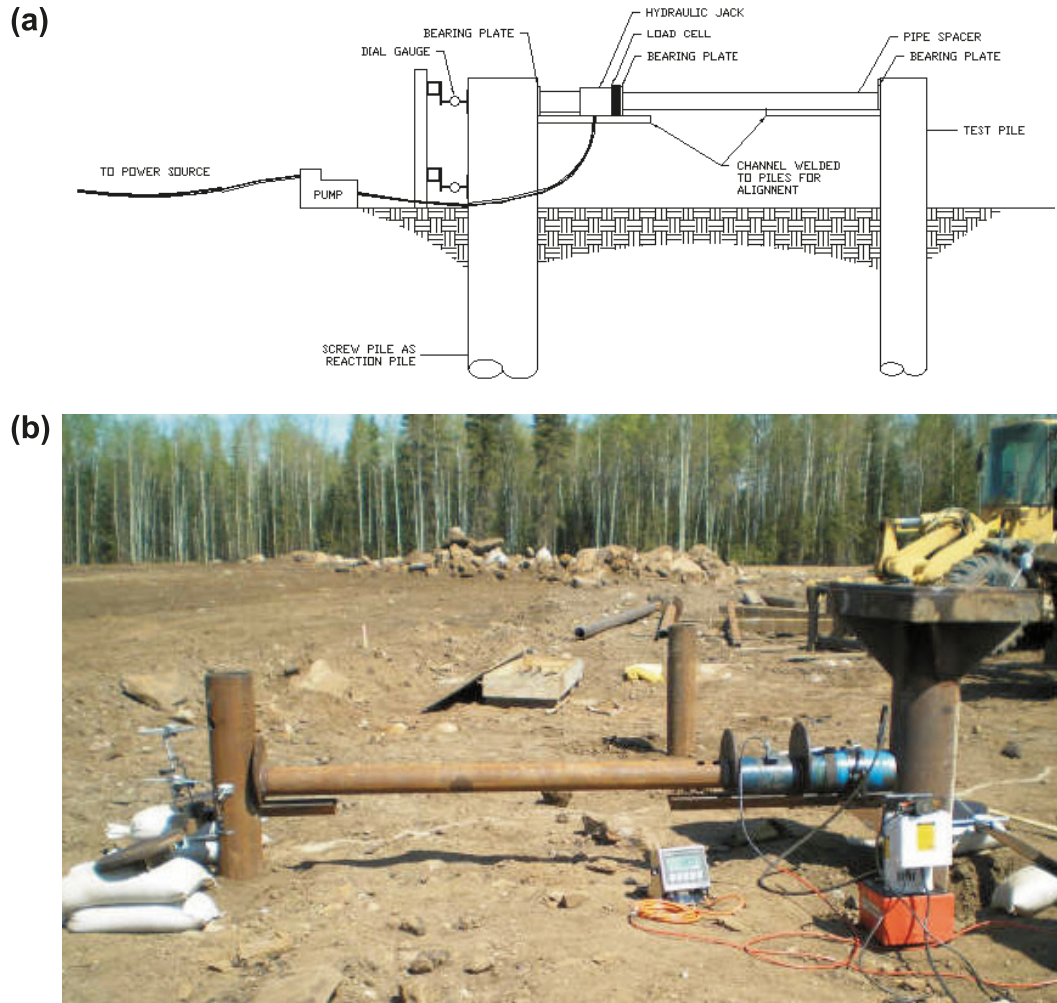 (a)
HYDRAULIC JACK
BEARING PLATE
LOAD CELL
PIPE SPACER
DIAL GAUGE
BEARING PLATE
BEARING PLATE
TEST PILE
TO POWER SOURCE
CHANNEL WELDED
TO PILES FOR
ALIGNMENT
PUMP
SCREW PILE AS
REACTION PILE
(b)